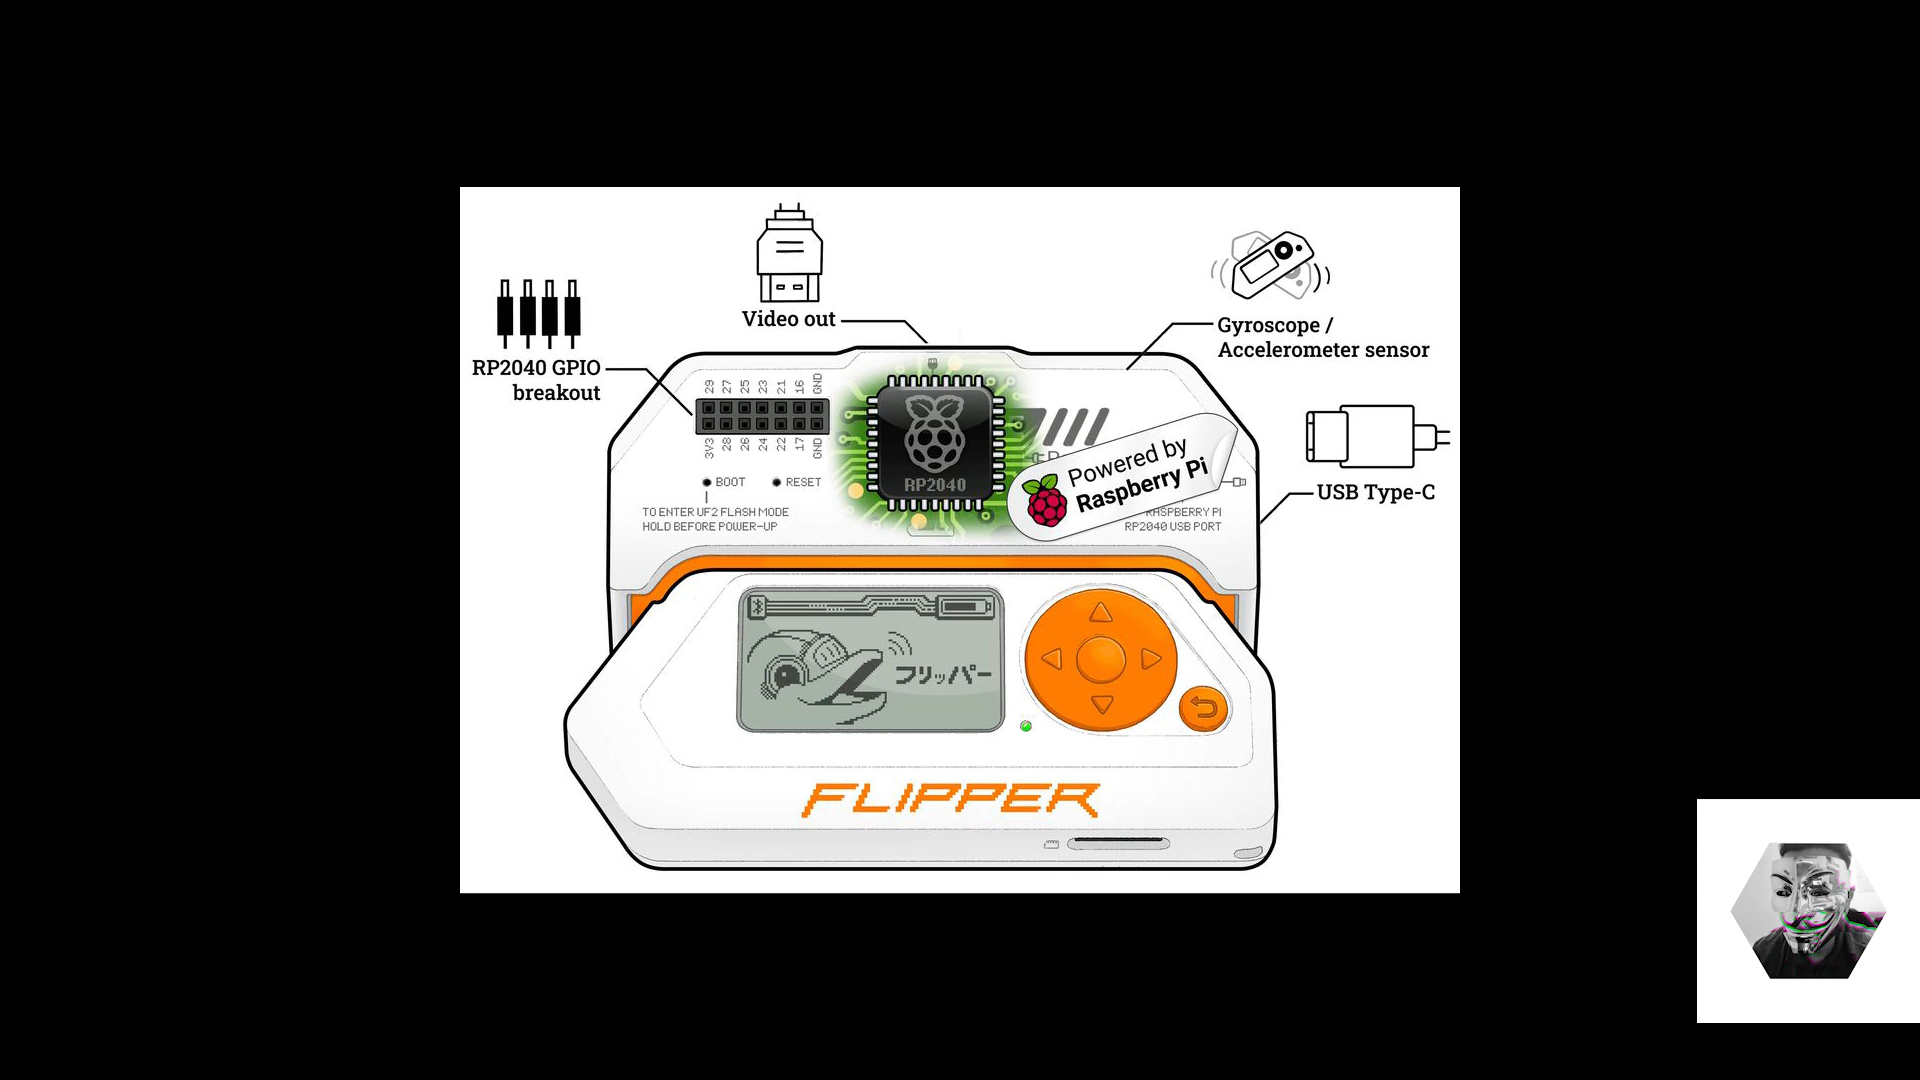 Video out
Gyroscope /
Accelerometer sensor
RP2040 GPIO
breakout
29 27 25 23 21 16 GND
3V3 28 26 24 22 17 GND
BOOT
RESET
TO ENTER UF2 FLASH MODE
HOLD BEFORE POWER-UP
RP2040
Powered by
Raspberry Pi
RASPBERRY PI
RP2040 USB PORT
USB Type-C
フリッパー
FLIPPER